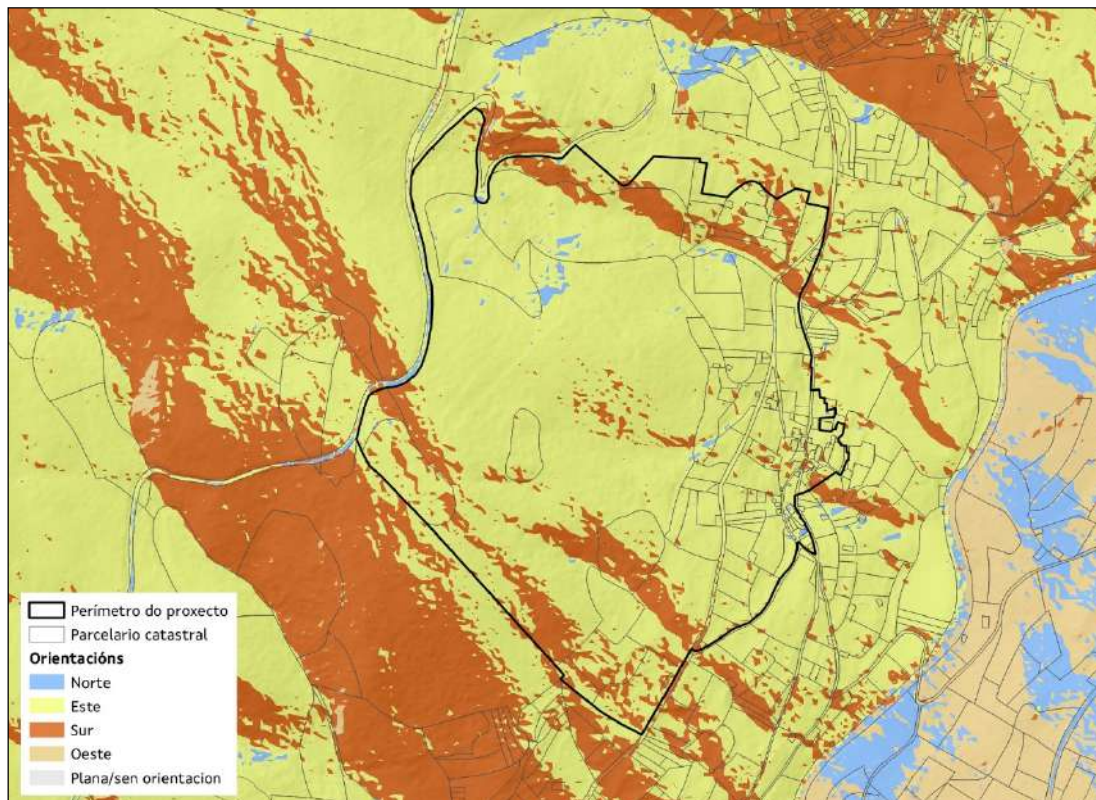 Perímetro do proxecto
Parcelario catastral
Orientacións
Norte
Este
Sur
Oeste
Plana/sen orientacion